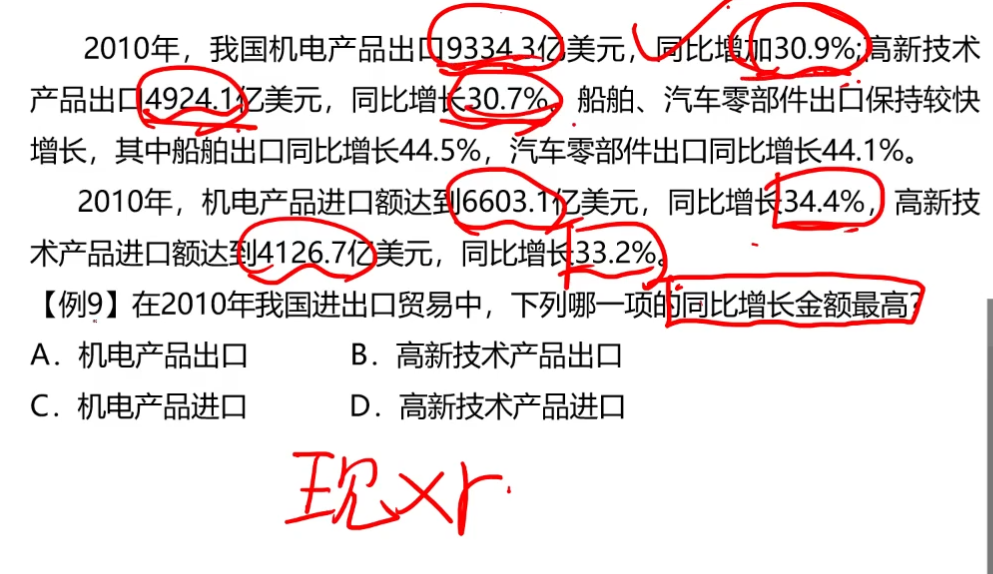 2010年，我国机电产品出口9334.3亿美元，同比增加30.9%;高新技术
产品出口4924.1亿美元，同比增长30.7%。船舶、汽车零部件出口保持较快
增长，其中船舶出口同比增长44.5%，汽车零部件出口同比增长44.1%。
2010年，机电产品进口额达到6603.1亿美元，同比增长34.4%，高新技
术产品进口额达到4126.7亿美元，同比增长33.2%。
【例9】在2010年我国进出口贸易中，下列哪一项的同比增长金额最高？
A．机电产品出口 B．高新技术产品出口
C．机电产品进口 D．高新技术产品进口
现×r